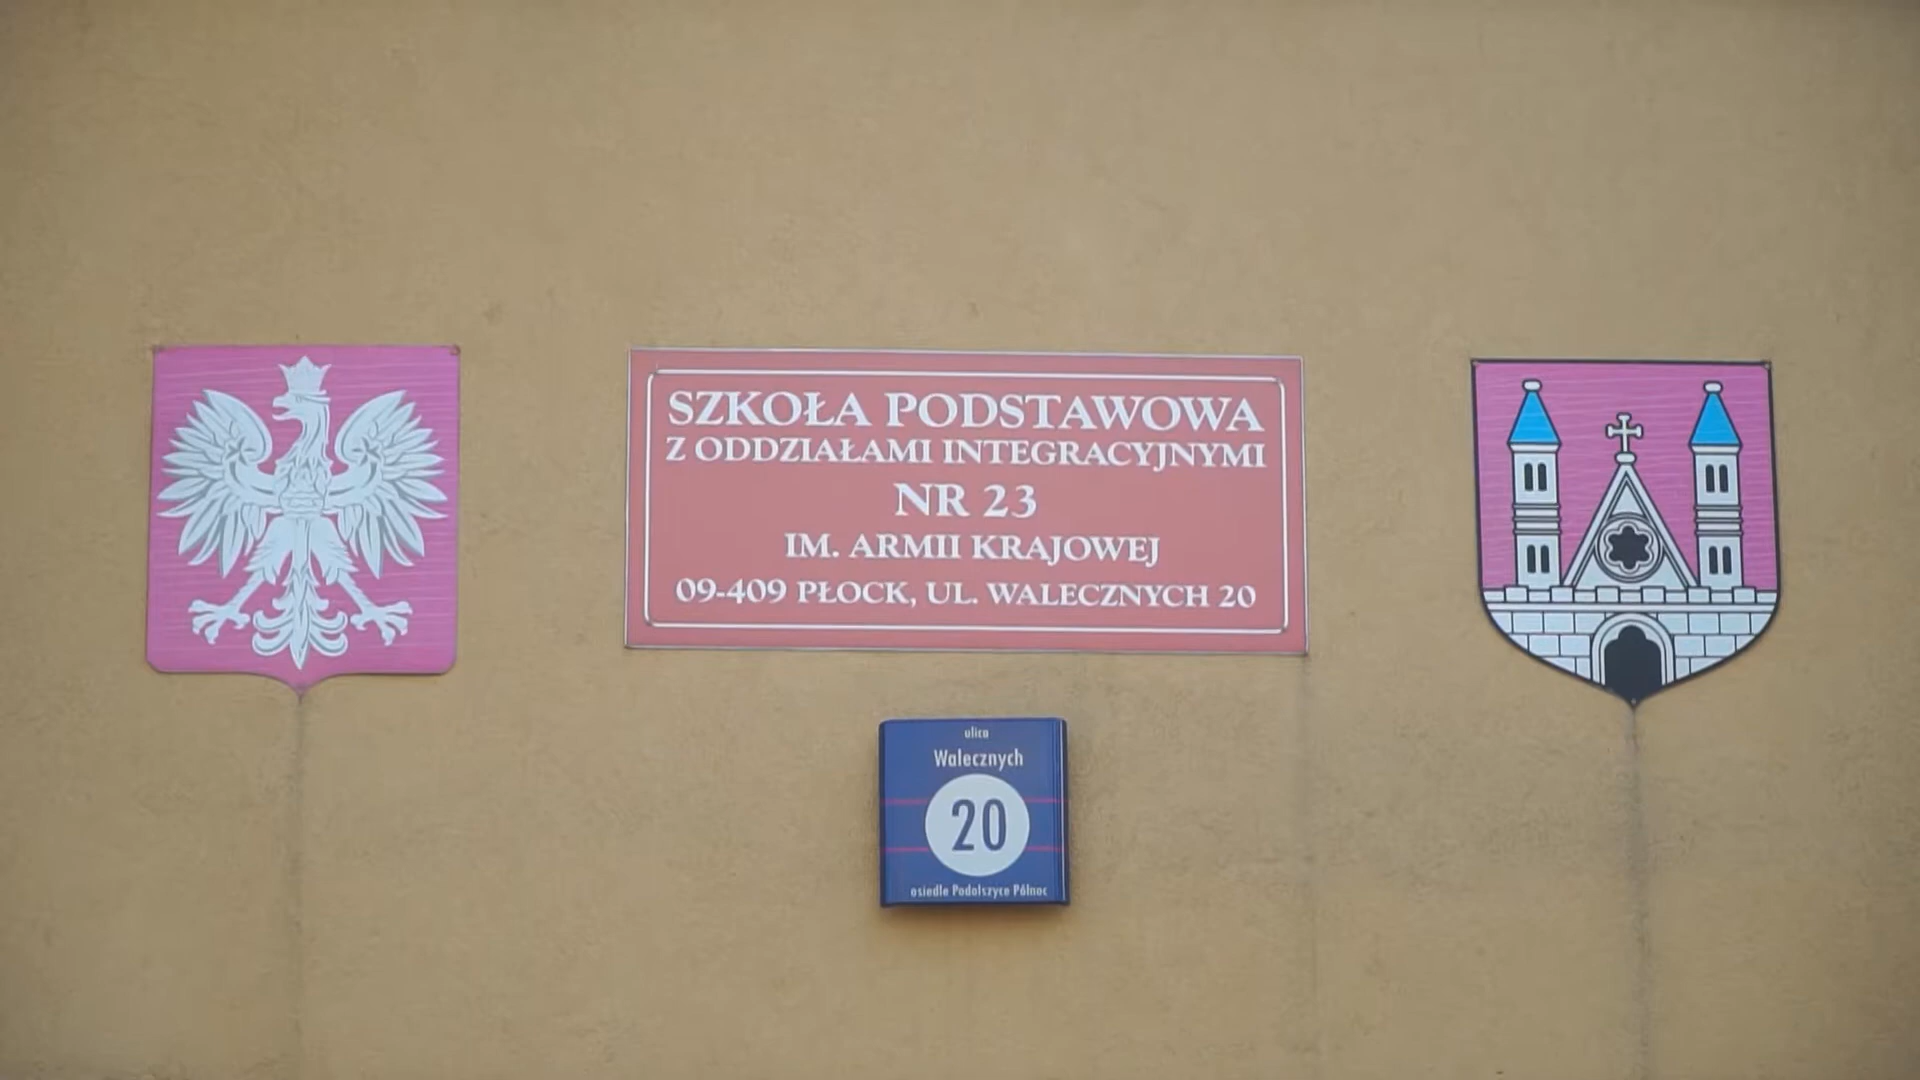 SZKOŁA PODSTAWOWA
Z ODDZIAŁAMI INTEGRACYJNYMI
NR 23
IM. ARMII KRAJOWEJ
09-409 PŁOCK, UL. WALECZNYCH 20
ulica
Walecznych
20
osiedle Podolszyce Północ